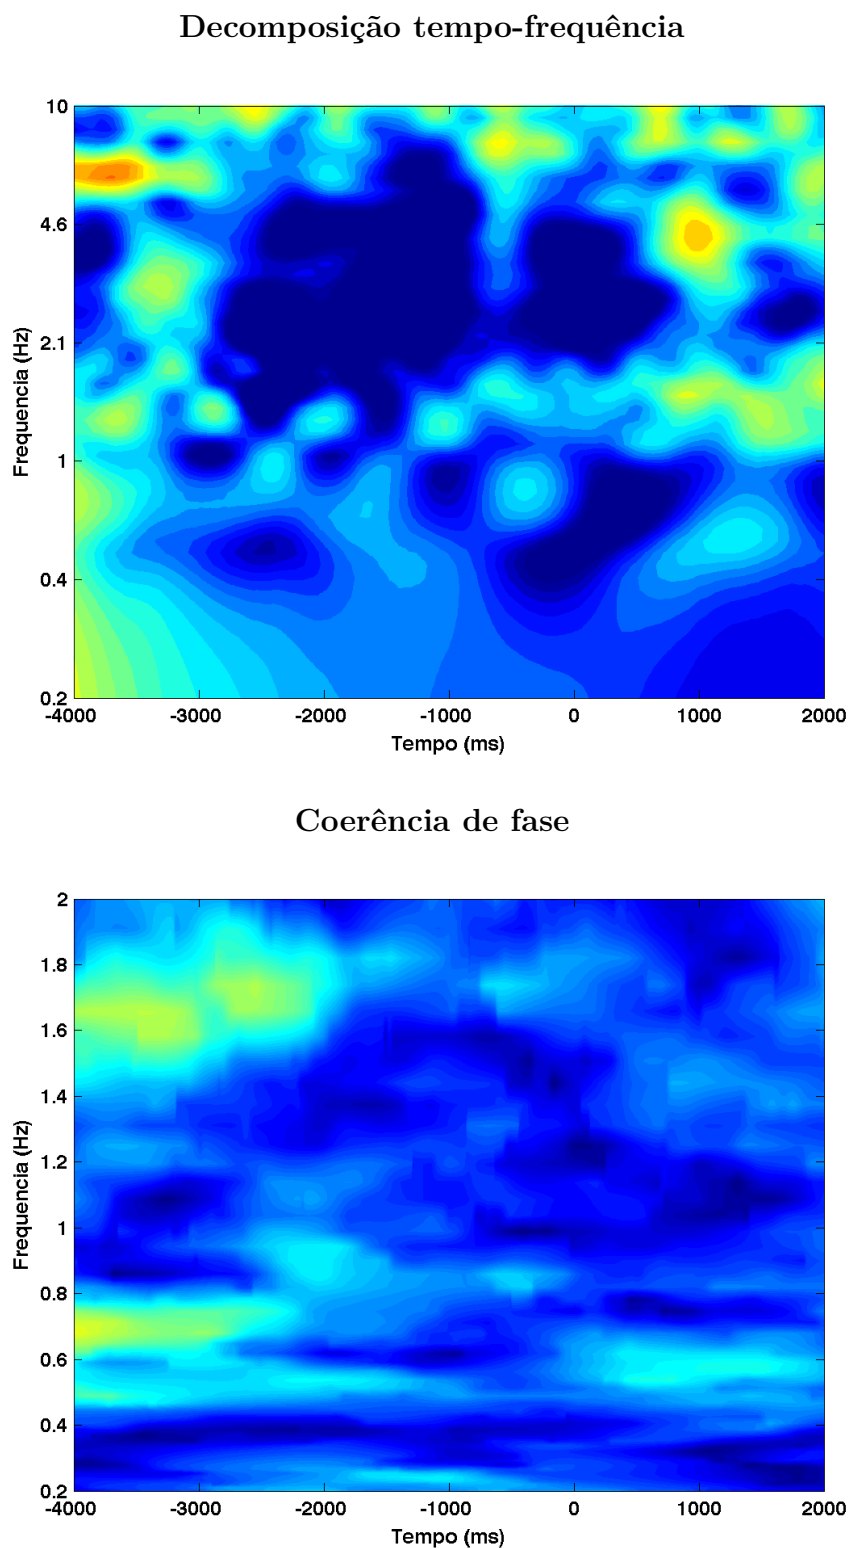 Decomposição tempo-frequência
10
4.6
2.1
1
0.4
0.2
Frequencia (Hz)
-4000 -3000 -2000 -1000 0 1000 2000
Tempo (ms)
Coerência de fase
2
1.8
1.6
1.4
1.2
1
0.8
0.6
0.4
0.2
Frequencia (Hz)
-4000 -3000 -2000 -1000 0 1000 2000
Tempo (ms)